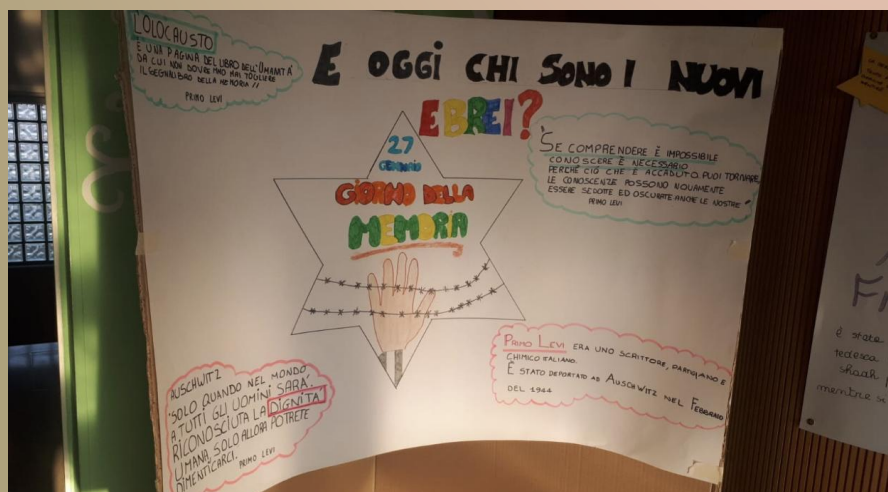 L'OLOCAUSTO
È UNA PAGINA DEL LIBRO DELL'UMANITÀ
DA CUI NON DOVREMMO MAI TOGLIERE
IL SEGNALIBRO DELLA MEMORIA //
PRIMO LEVI
E OGGI CHI SONO I NUOVI
EBREI?
27
GENNAIO
GIORNO DELLA
MEMORIA
"SE COMPRENDERE È IMPOSSIBILE
CONOSCERE È NECESSARIO
PERCHÉ CIÒ CHE È ACCADUTO PUÒ TORNARE
LE CONOSCENZE POSSONO NOUAMENTE
ESSERE SEDOTTE ED OSCURATE ANCHE LE NOSTRE"
PRIMO LEVI
AUSCHWITZ
"SOLO QUANDO NEL MONDO
A TUTTI GLI UOMINI SARÀ
RICONOSCIUTA LA DIGNITÀ
UMANA, SOLO ALLORA POTRETE
DIMENTICARCI.
PRIMO LEVI
PRIMO LEVI ERA UNO SCRITTORE, PARTIGIANO E
CHIMICO ITALIANO.
È STATO DEPORTATO AD AUSCHWITZ NEL FEBBRAIO
DEL 1944
è stata
tedesca
shoah
mentre